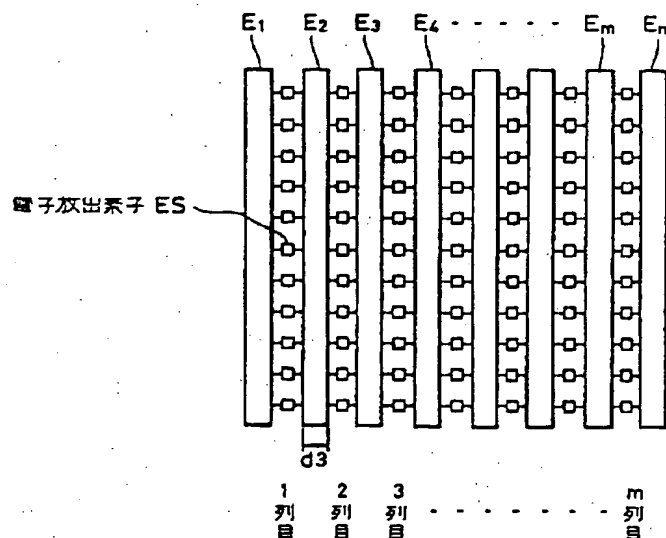 E1 E2 E3 E4 - - - - - - Em En
電子放出素子 ES
d3
1列目 2列目 3列目 - - - - - - - m列目